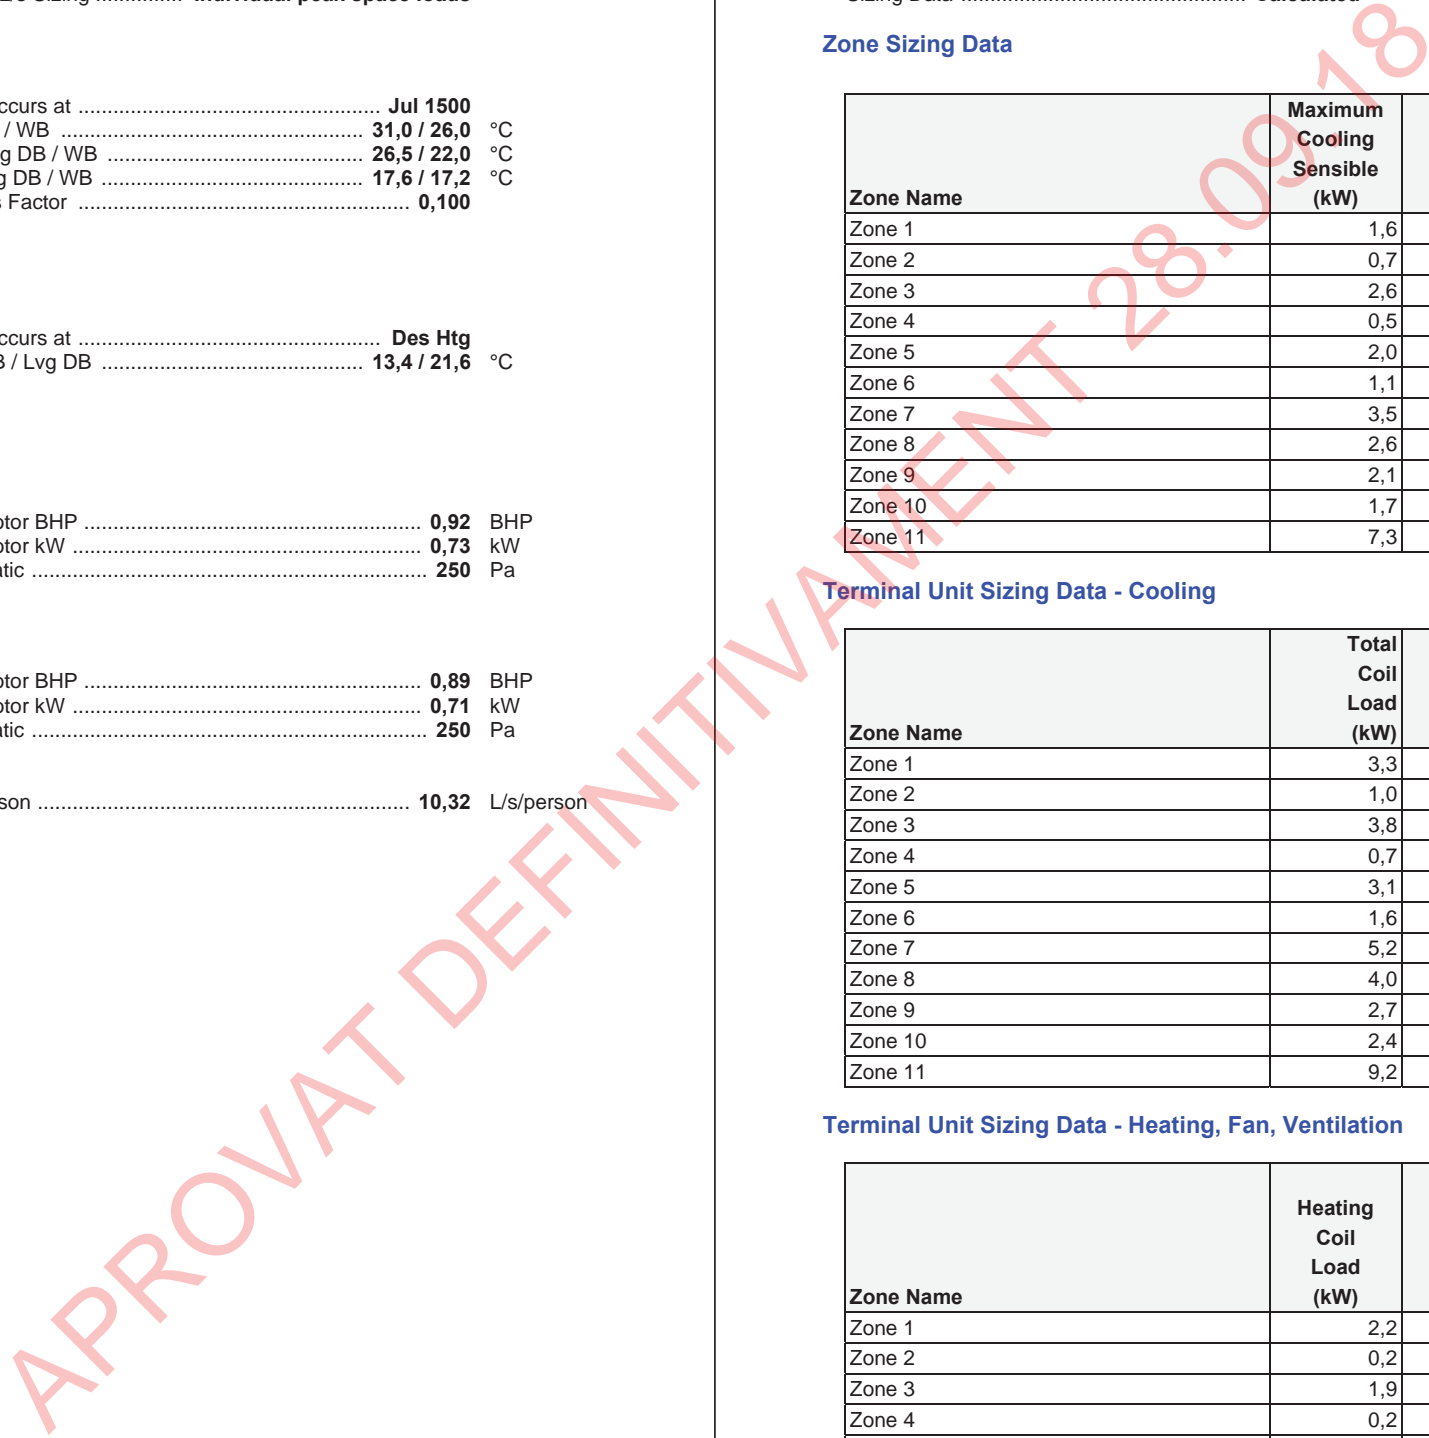 Individual peak space loads
ccurs at ................................................... Jul 1500
/ WB ................................................... 31,0 / 26,0 °C
g DB / WB ........................................... 26,5 / 22,0 °C
g DB / WB ............................................ 17,6 / 17,2 °C
s Factor ........................................................ 0,100
ccurs at ................................................... Des Htg
B / Lvg DB ............................................ 13,4 / 21,6 °C
otor BHP ......................................................... 0,92 BHP
otor kW ........................................................... 0,73 kW
atic ................................................................... 250 Pa
otor BHP ......................................................... 0,89 BHP
otor kW ........................................................... 0,71 kW
atic ................................................................... 250 Pa
son ............................................................... 10,32 L/s/person
Sizing Data ................................................ Calculated
Zone Sizing Data
Zone Name Maximum Cooling Sensible (kW)
Zone 1 1,6
Zone 2 0,7
Zone 3 2,6
Zone 4 0,5
Zone 5 2,0
Zone 6 1,1
Zone 7 3,5
Zone 8 2,6
Zone 9 2,1
Zone 10 1,7
Zone 11 7,3
Terminal Unit Sizing Data - Cooling
Zone Name Total Coil Load (kW)
Zone 1 3,3
Zone 2 1,0
Zone 3 3,8
Zone 4 0,7
Zone 5 3,1
Zone 6 1,6
Zone 7 5,2
Zone 8 4,0
Zone 9 2,7
Zone 10 2,4
Zone 11 9,2
Terminal Unit Sizing Data - Heating, Fan, Ventilation
Zone Name Heating Coil Load (kW)
Zone 1 2,2
Zone 2 0,2
Zone 3 1,9
Zone 4 0,2
APROVAT DEFINITIVAMENT 28.09.18